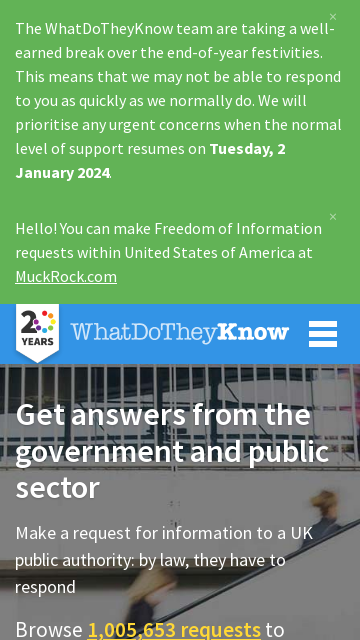 ×
The WhatDoTheyKnow team are taking a well-
earned break over the end-of-year festivities.
This means that we may not be able to respond
to you as quickly as we normally do. We will
prioritise any urgent concerns when the normal
level of support resumes on Tuesday, 2
January 2024.
×
Hello! You can make Freedom of Information
requests within United States of America at
MuckRock.com
20
YEARS
WhatDoTheyKnow
Get answers from the
government and public
sector
Make a request for information to a UK
public authority: by law, they have to
respond
Browse 1,005,653 requests to